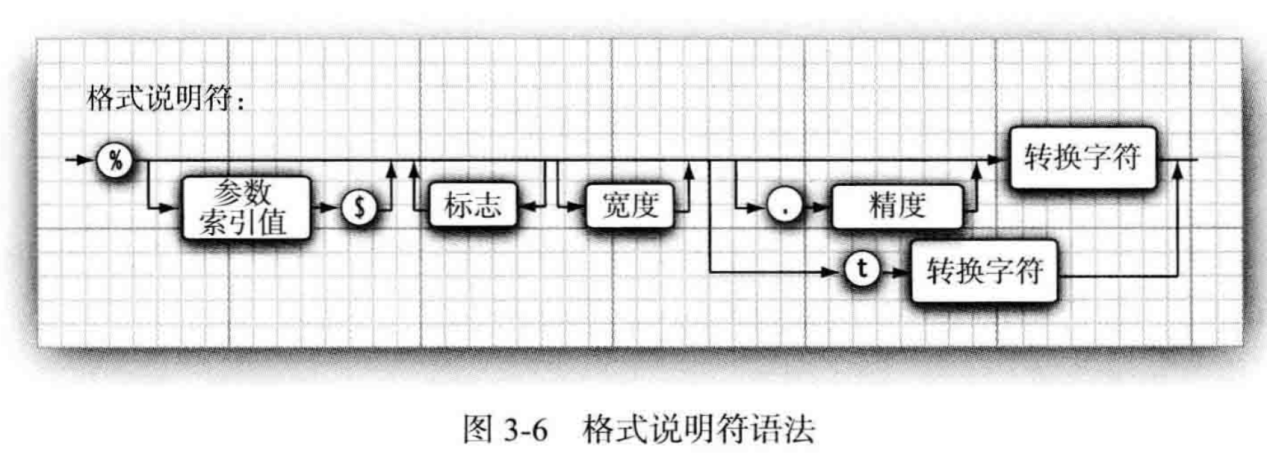 格式说明符：
%
参数
索引值
$
标志
宽度
.
精度
转换字符
t
转换字符
图 3-6 格式说明符语法